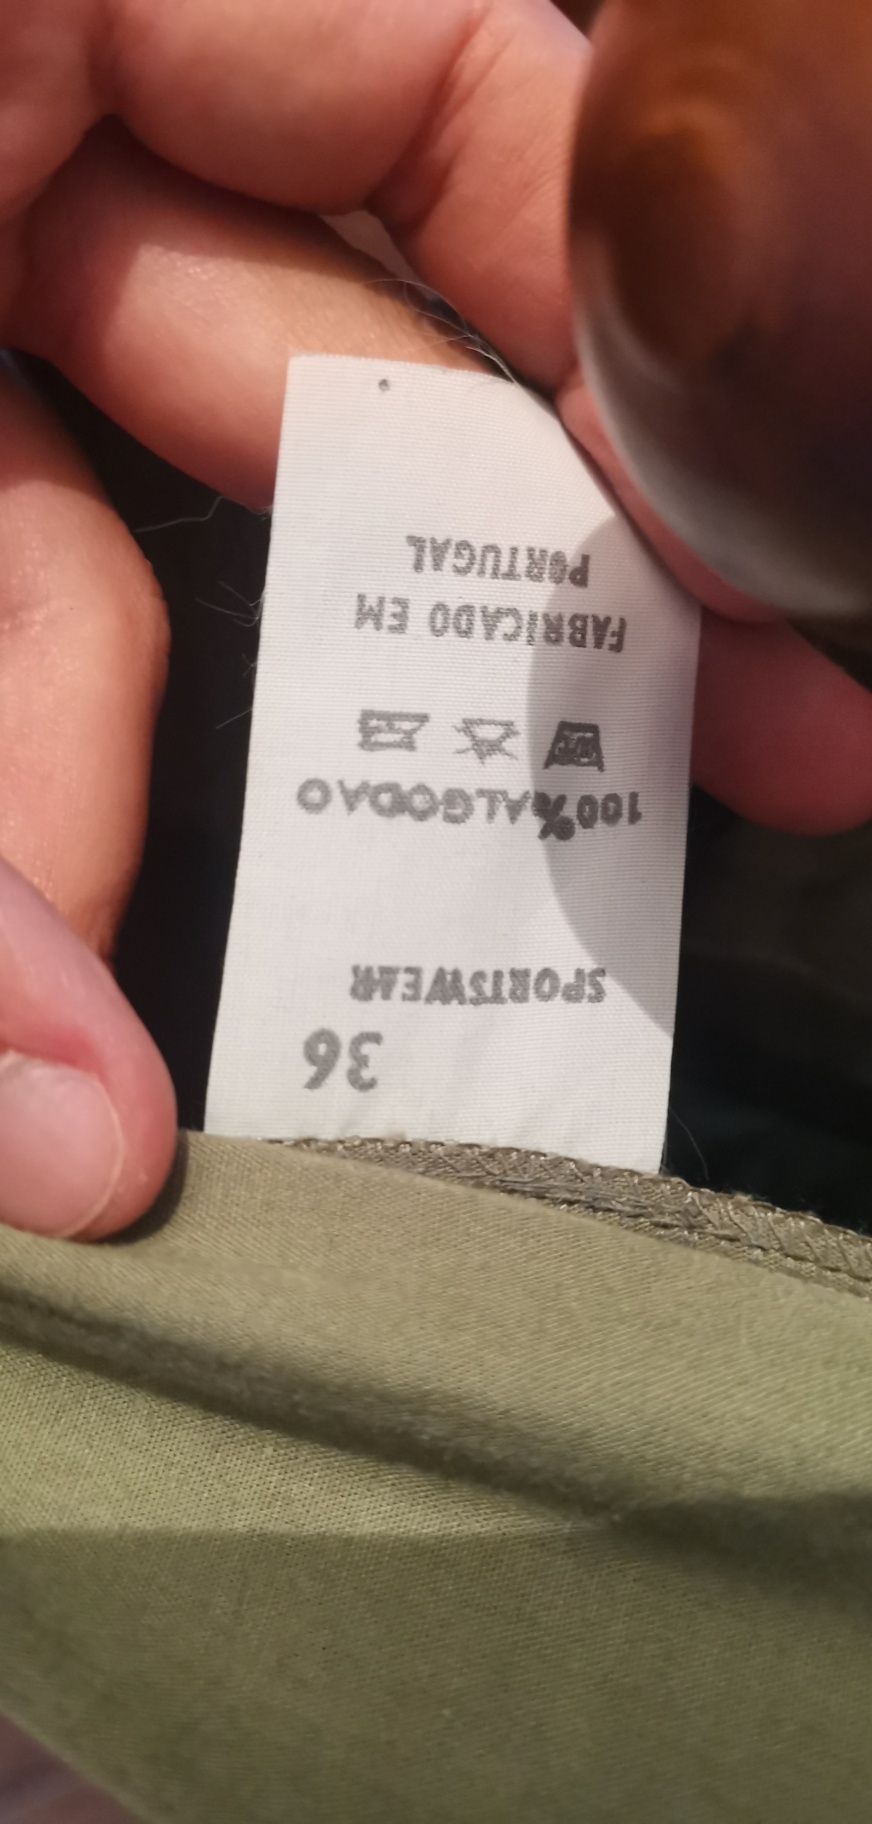 36
SPORTSWEAR
100%ALGODAO
FABRICADO EM
PORTUGAL